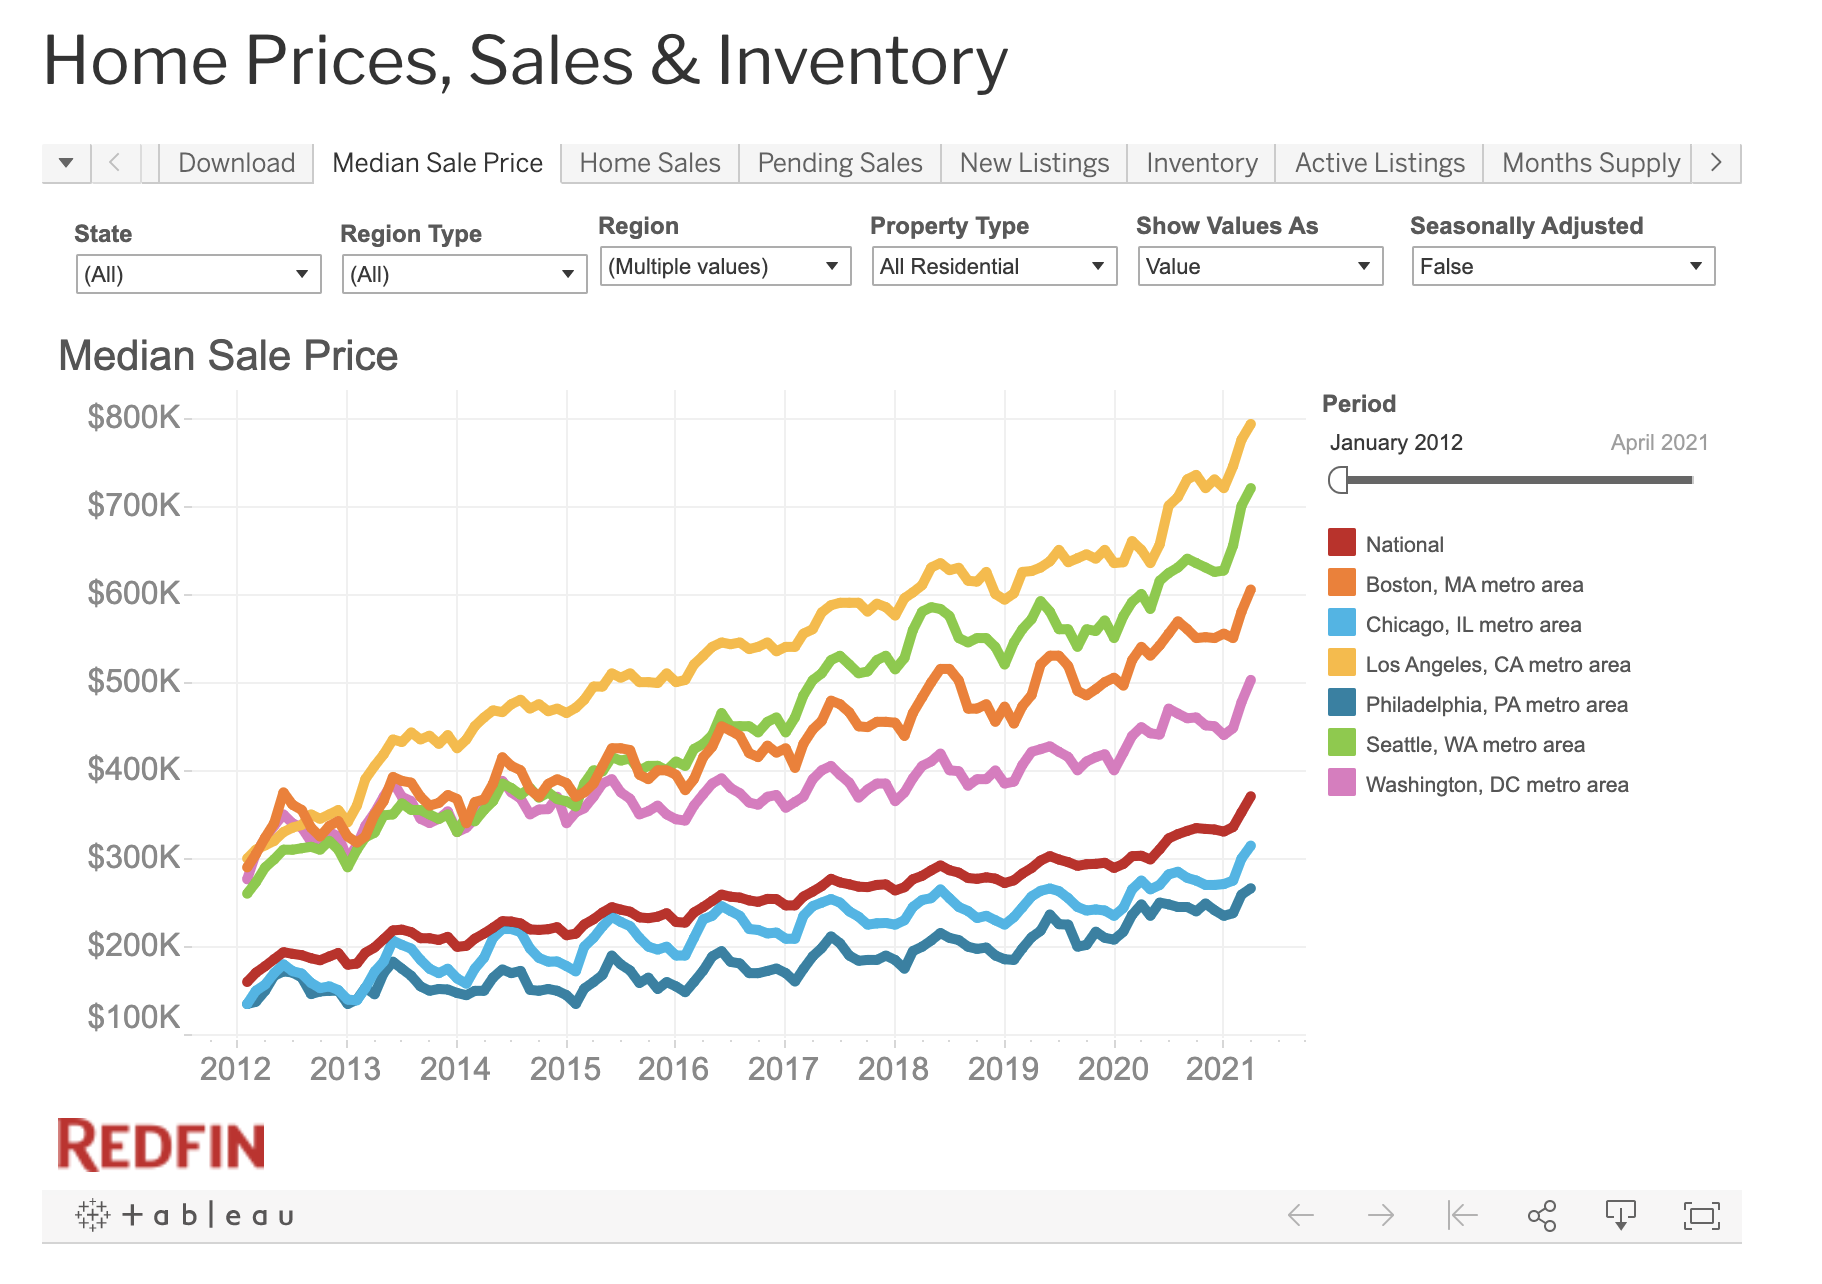 Home Prices, Sales & Inventory
Download Median Sale Price Home Sales Pending Sales New Listings Inventory Active Listings Months Supply
State Region Type Region Property Type Show Values As Seasonally Adjusted
(All) (All) (Multiple values) All Residential Value False
Median Sale Price
$800K
$700K
$600K
$500K
$400K
$300K
$200K
$100K
2012 2013 2014 2015 2016 2017 2018 2019 2020 2021
Period
January 2012 April 2021
National
Boston, MA metro area
Chicago, IL metro area
Los Angeles, CA metro area
Philadelphia, PA metro area
Seattle, WA metro area
Washington, DC metro area
REDFIN
+ableau